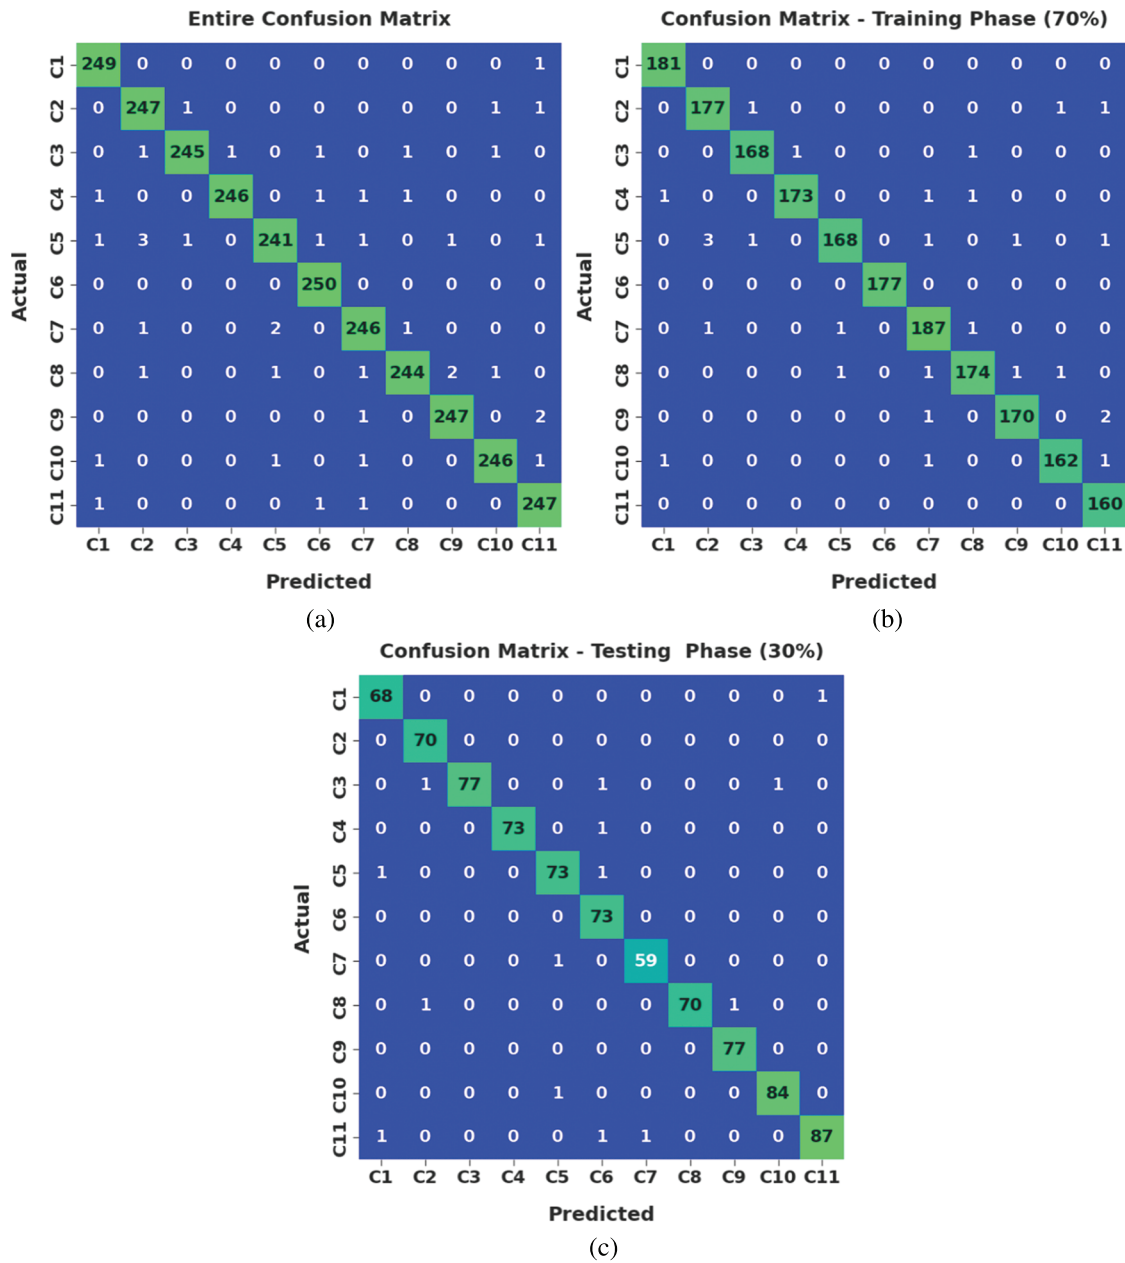 Entire Confusion Matrix
C1 249 0 0 0 0 0 0 0 0 0 1
C2 0 247 1 0 0 0 0 0 0 1 1
C3 0 1 245 1 0 1 0 1 0 1 0
C4 1 0 0 246 0 1 1 1 0 0 0
C5 1 3 1 0 241 1 1 0 1 0 1
C6 0 0 0 0 0 250 0 0 0 0 0
C7 0 1 0 0 2 0 246 1 0 0 0
C8 0 1 0 0 1 0 1 244 2 1 0
C9 0 0 0 0 0 0 1 0 247 0 2
C10 1 0 0 0 1 0 1 0 0 246 1
C11 1 0 0 0 0 1 1 0 0 0 247
C1 C2 C3 C4 C5 C6 C7 C8 C9 C10 C11
Actual
Predicted
(a)
Confusion Matrix - Training Phase (70%)
C1 181 0 0 0 0 0 0 0 0 0 0
C2 0 177 1 0 0 0 0 0 0 1 1
C3 0 0 168 1 0 0 0 1 0 0 0
C4 1 0 0 173 0 0 1 1 0 0 0
C5 0 3 1 0 168 0 1 0 1 0 1
C6 0 0 0 0 0 177 0 0 0 0 0
C7 0 1 0 0 1 0 187 1 0 0 0
C8 0 0 0 0 1 0 1 174 1 1 0
C9 0 0 0 0 0 0 1 0 170 0 2
C10 1 0 0 0 0 0 1 0 0 162 1
C11 0 0 0 0 0 0 0 0 0 0 160
C1 C2 C3 C4 C5 C6 C7 C8 C9 C10 C11
Actual
Predicted
(b)
Confusion Matrix - Testing Phase (30%)
C1 68 0 0 0 0 0 0 0 0 0 1
C2 0 70 0 0 0 0 0 0 0 0 0
C3 0 1 77 0 0 1 0 0 0 1 0
C4 0 0 0 73 0 1 0 0 0 0 0
C5 1 0 0 0 73 1 0 0 0 0 0
C6 0 0 0 0 0 73 0 0 0 0 0
C7 0 0 0 0 1 0 59 0 0 0 0
C8 0 1 0 0 0 0 0 70 1 0 0
C9 0 0 0 0 0 0 0 0 77 0 0
C10 0 0 0 0 1 0 0 0 0 84 0
C11 1 0 0 0 0 1 1 0 0 0 87
C1 C2 C3 C4 C5 C6 C7 C8 C9 C10 C11
Actual
Predicted
(c)